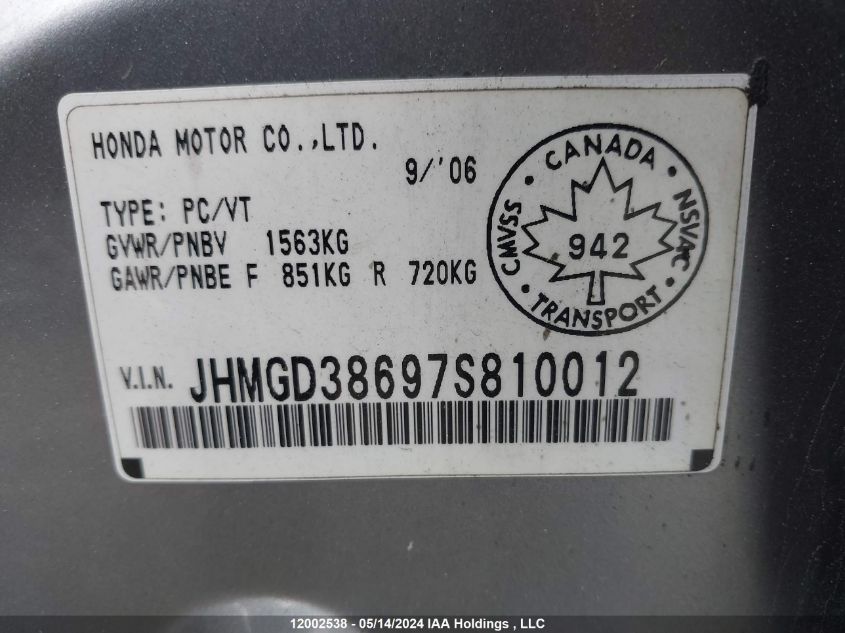 HONDA MOTOR CO.,LTD.
9/'06
TYPE: PC/VT
GVWR/PNBV 1563KG
GAWR/PNBE F 851KG R 720KG
CANADA
CMVSS
NSVAC
942
TRANSPORT
V.I.N. JHMGD38697S810012
12002538 - 05/14/2024 IAA Holdings , LLC